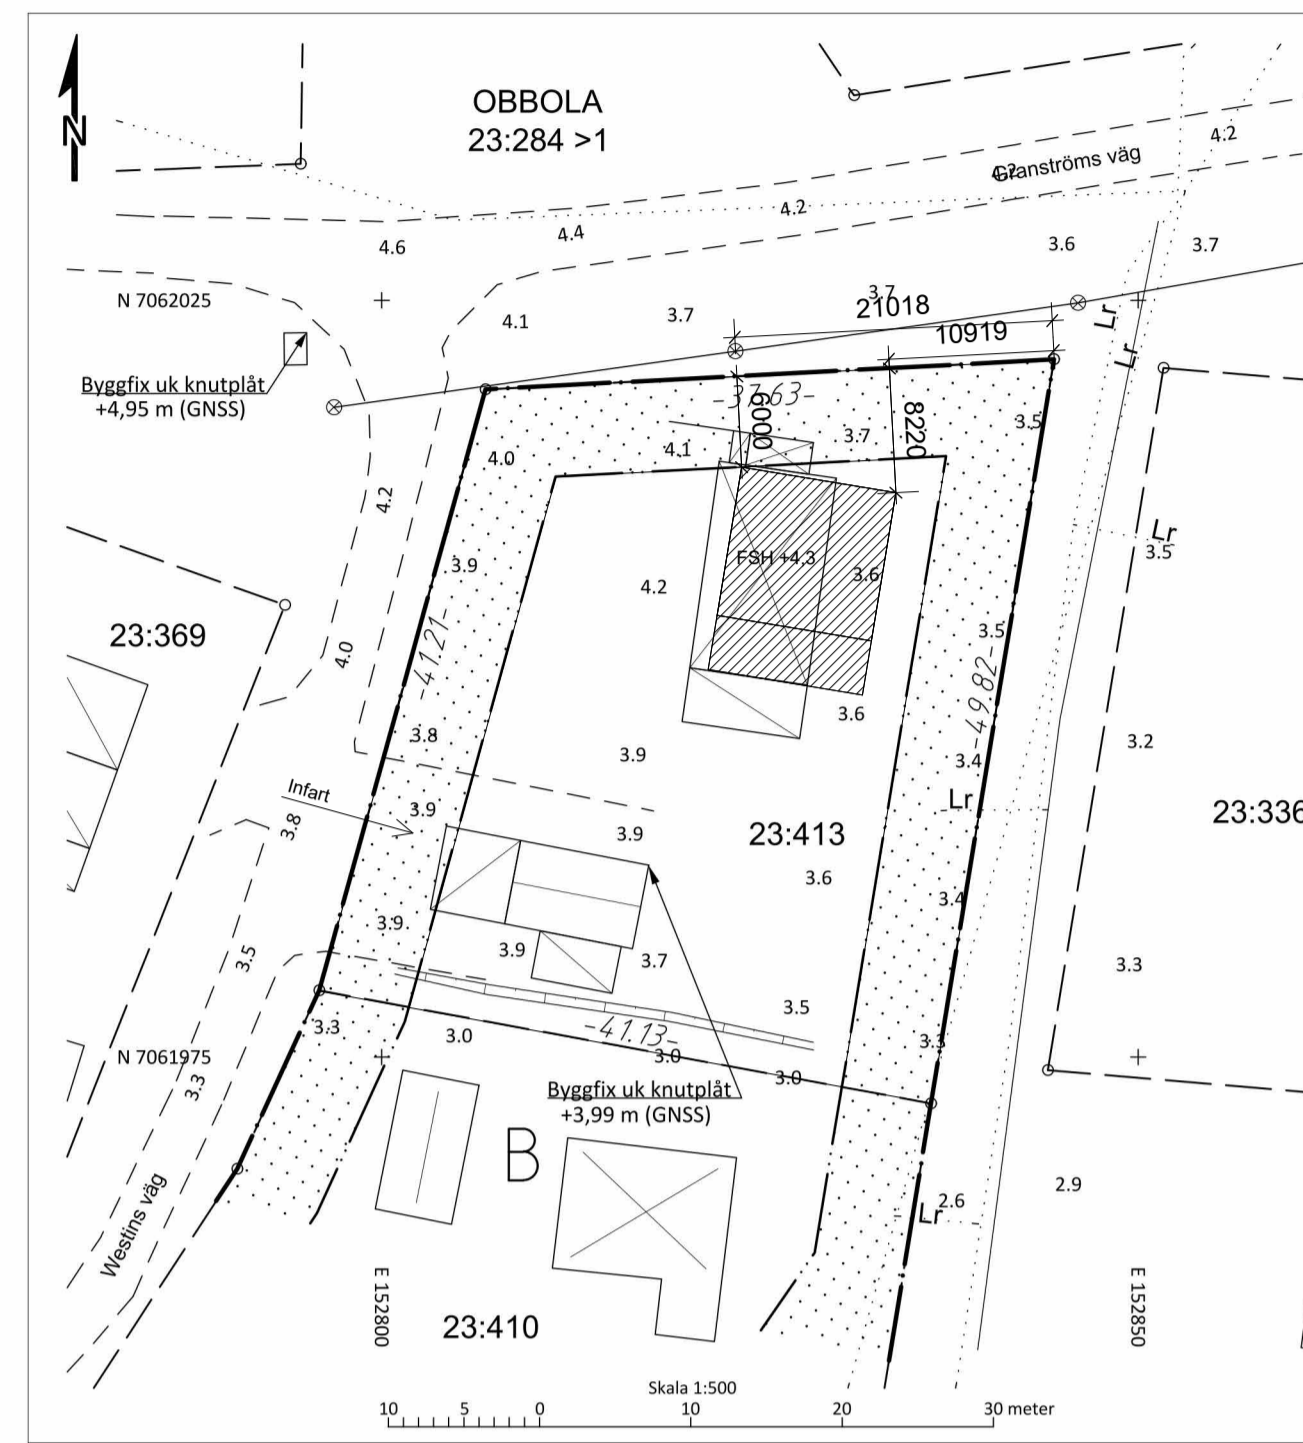 N
OBBOLA
23:284 >1
4.2
Granströms väg
4.2
4.2
4.4
4.6
3.6
3.7
N 7062025
3.7
21018
4.1
3.7
10919
Lr
Lr
Byggfix uk knutplåt
+4,95 m (GNSS)
-37.63-
6000
8220
3.5
3.7
4.1
4.0
4.2
Lr
3.5
FSH +4,3
3.9
3.6
4.2
23:369
-41.21-
4.0
3.5
-49.82-
3.6
3.8
3.9
3.2
3.4
Infart
Lr
3.9
3.8
3.9
23:413
23:336
3.6
3.4
3.9
3.9
3.7
3.5
3.3
3.5
3.3
3.0
-41.13-
3.0
3.3
N 7061975
3.0
3.3
Byggfix uk knutplåt
+3,99 m (GNSS)
B
2.9
2.6
Lr
Westins väg
E 152800
E 152850
23:410
Skala 1:500
10 5 0 10 20 30 meter